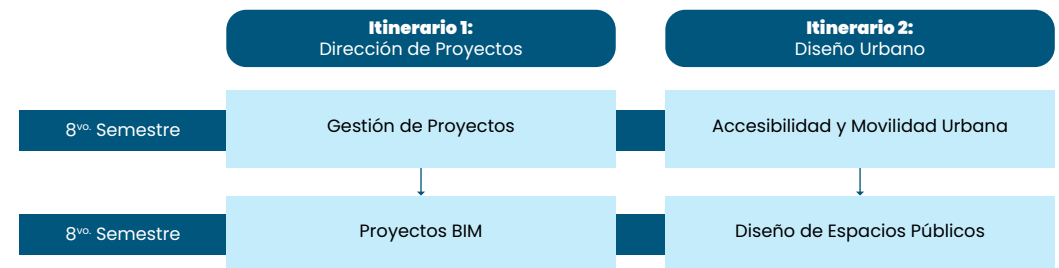 Itinerario 1:
Dirección de Proyectos
Itinerario 2:
Diseño Urbano
8vo. Semestre
Gestión de Proyectos
Accesibilidad y Movilidad Urbana
8vo. Semestre
Proyectos BIM
Diseño de Espacios Públicos